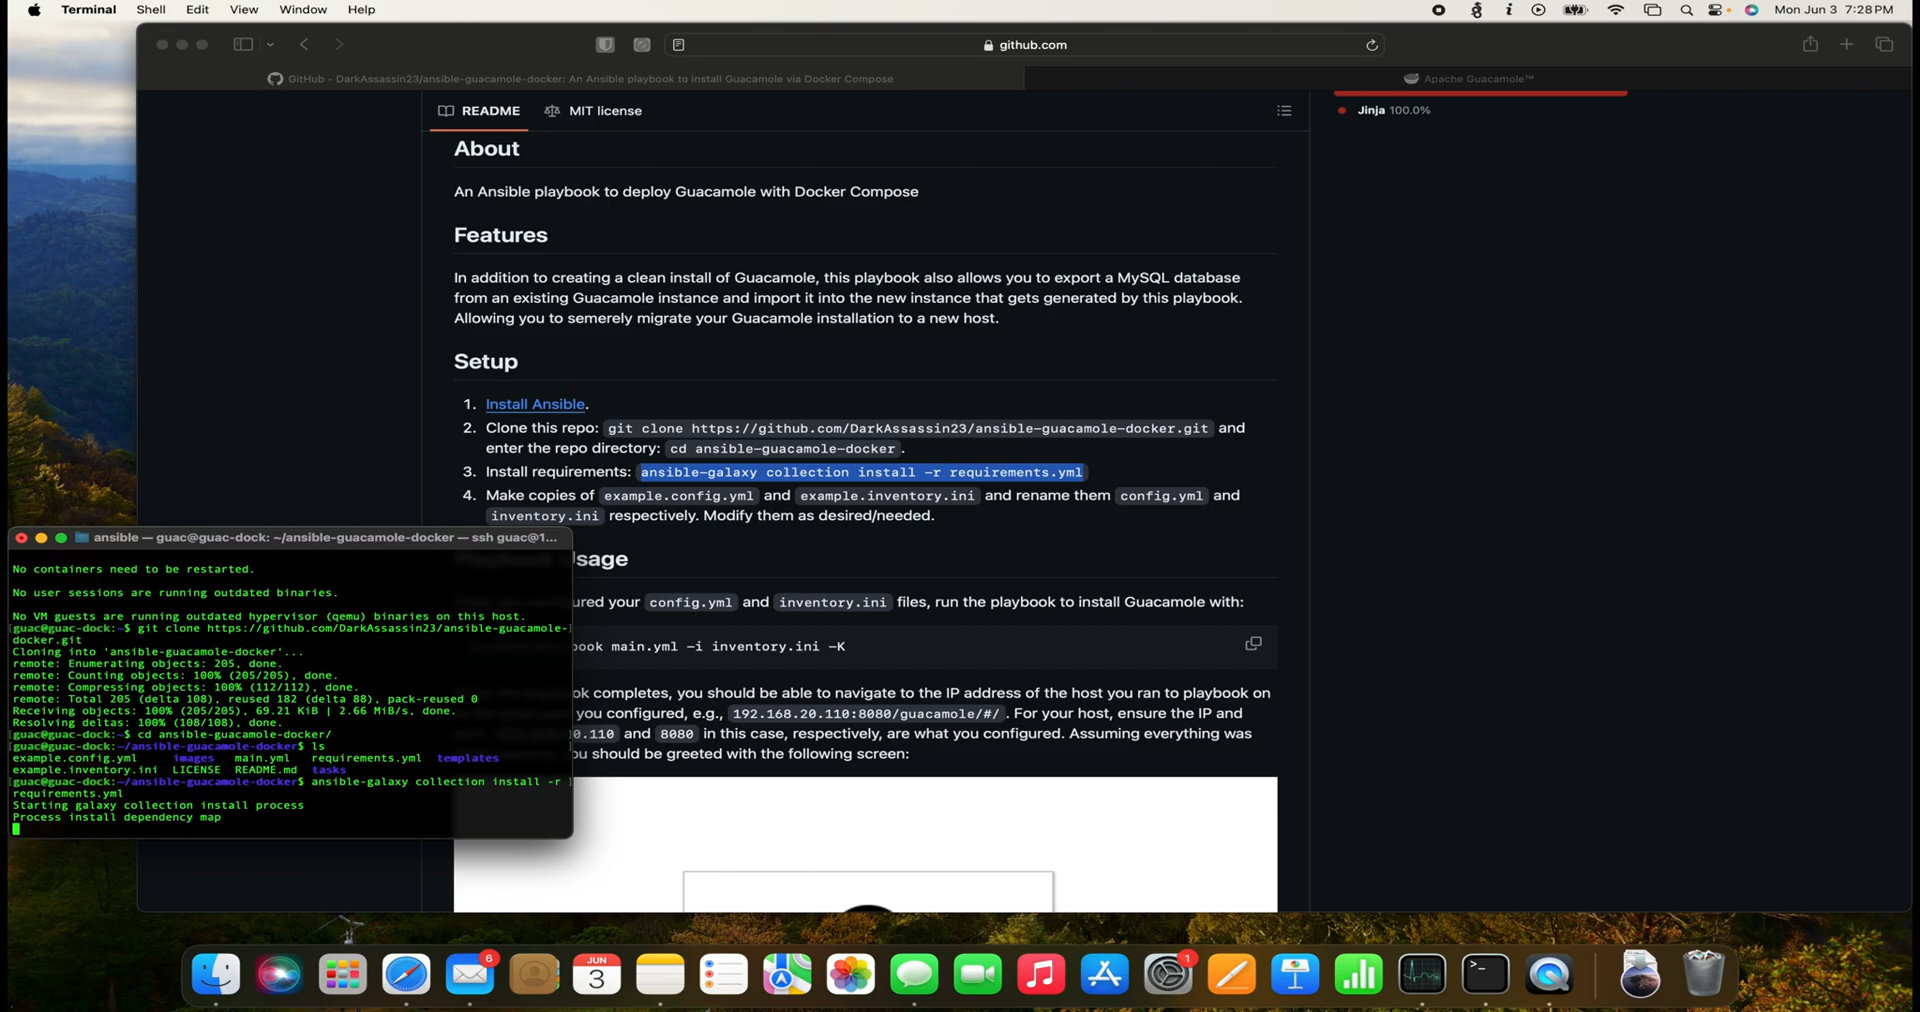 Terminal Shell Edit View Window Help
Mon Jun 3 7:28 PM
github.com
GitHub - DarkAssassin23/ansible-guacamole-docker: An Ansible playbook to install Guacamole via Docker Compose
Apache Guacamole™
README MIT license
Jinja 100.0%
About
An Ansible playbook to deploy Guacamole with Docker Compose
Features
In addition to creating a clean install of Guacamole, this playbook also allows you to export a MySQL database
from an existing Guacamole instance and import it into the new instance that gets generated by this playbook.
Allowing you to semerely migrate your Guacamole installation to a new host.
Setup
1. Install Ansible.
2. Clone this repo: git clone https://github.com/DarkAssassin23/ansible-guacamole-docker.git and
enter the repo directory: cd ansible-guacamole-docker.
3. Install requirements: ansible-galaxy collection install -r requirements.yml
4. Make copies of example.config.yml and example.inventory.ini and rename them config.yml and
inventory.ini respectively. Modify them as desired/needed.
Usage
ured your config.yml and inventory.ini files, run the playbook to install Guacamole with:
book main.yml -i inventory.ini -K
ok completes, you should be able to navigate to the IP address of the host you ran to playbook on
you configured, e.g., 192.168.20.110:8080/guacamole/#/. For your host, ensure the IP and
0.110 and 8080 in this case, respectively, are what you configured. Assuming everything was
u should be greeted with the following screen:
ansible — guac@guac-dock: ~/ansible-guacamole-docker — ssh guac@1...
No containers need to be restarted.
No user sessions are running outdated binaries.
No VM guests are running outdated hypervisor (qemu) binaries on this host.
[guac@guac-dock:~$ git clone https://github.com/DarkAssassin23/ansible-guacamole-]
docker.git
Cloning into 'ansible-guacamole-docker'...
remote: Enumerating objects: 205, done.
remote: Counting objects: 100% (205/205), done.
remote: Compressing objects: 100% (112/112), done.
remote: Total 205 (delta 108), reused 182 (delta 88), pack-reused 0
Receiving objects: 100% (205/205), 69.21 KiB | 2.66 MiB/s, done.
Resolving deltas: 100% (108/108), done.
[guac@guac-dock:~$ cd ansible-guacamole-docker/ ]
[guac@guac-dock:~/ansible-guacamole-docker$ ls ]
example.config.yml images main.yml requirements.yml templates
example.inventory.ini LICENSE README.md tasks
[guac@guac-dock:~/ansible-guacamole-docker$ ansible-galaxy collection install -r ]
requirements.yml
Starting galaxy collection install process
Process install dependency map
6
JUN
3
1